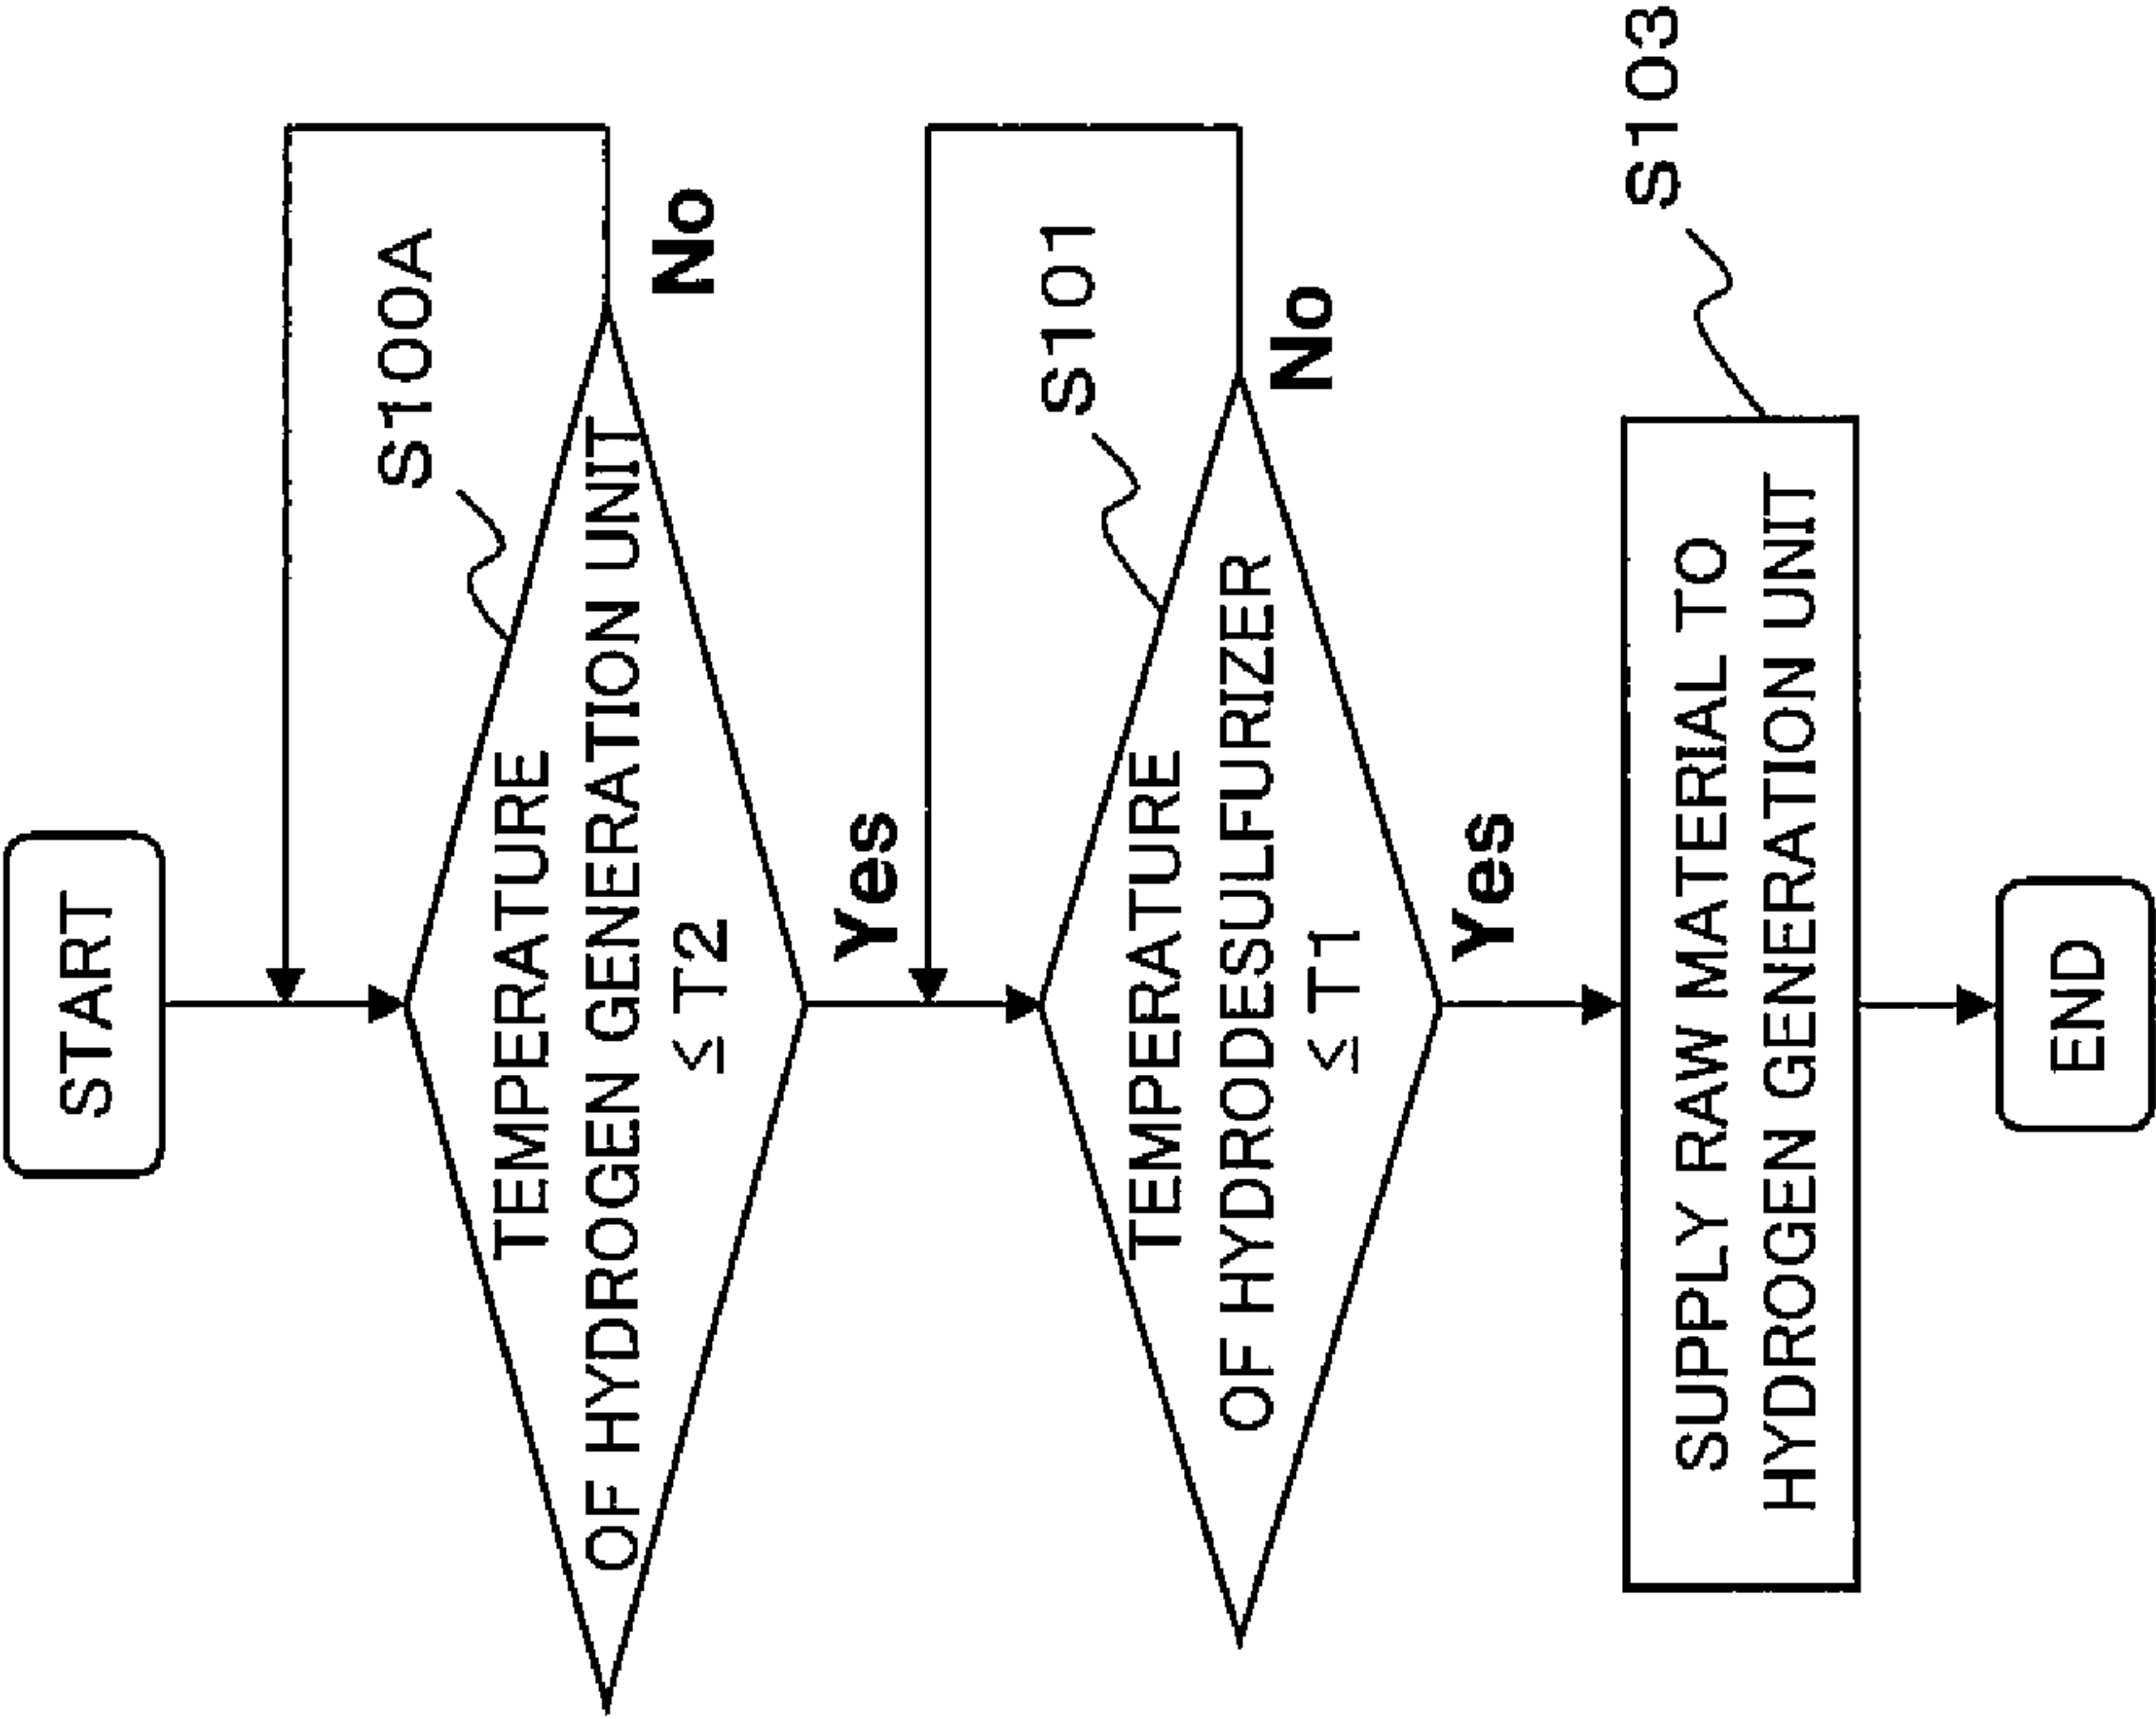 START
S100A
TEMPERATURE
OF HYDROGEN GENERATION UNIT
≤ T2
No
Yes
S101
TEMPERATURE
OF HYDRODESULFURIZER
≤ T1
No
Yes
S103
SUPPLY RAW MATERIAL TO
HYDROGEN GENERATION UNIT
END